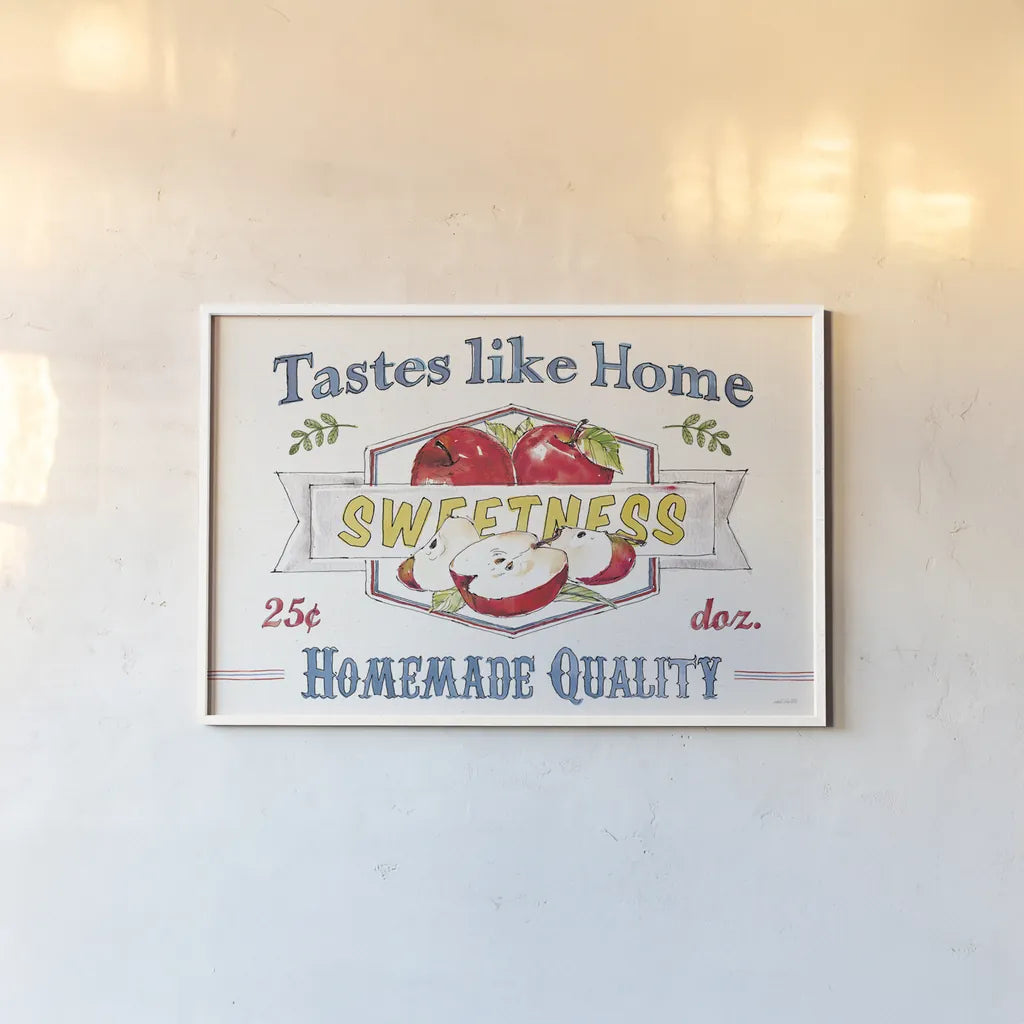 Tastes like Home
SWEETNESS
25¢ doz.
HOMEMADE QUALITY